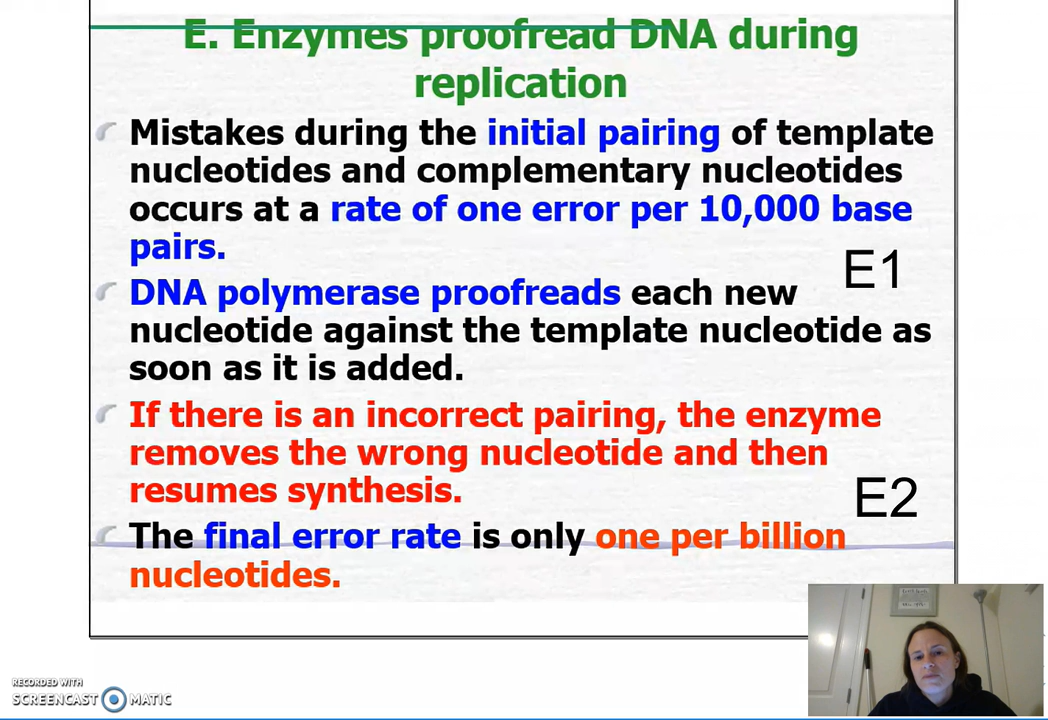 E. Enzymes proofread DNA during
replication
Mistakes during the initial pairing of template
nucleotides and complementary nucleotides
occurs at a rate of one error per 10,000 base
pairs.
E1
DNA polymerase proofreads each new
nucleotide against the template nucleotide as
soon as it is added.
If there is an incorrect pairing, the enzyme
removes the wrong nucleotide and then
resumes synthesis.
E2
The final error rate is only one per billion
nucleotides.
RECORDED WITH
SCREENCAST MATIC